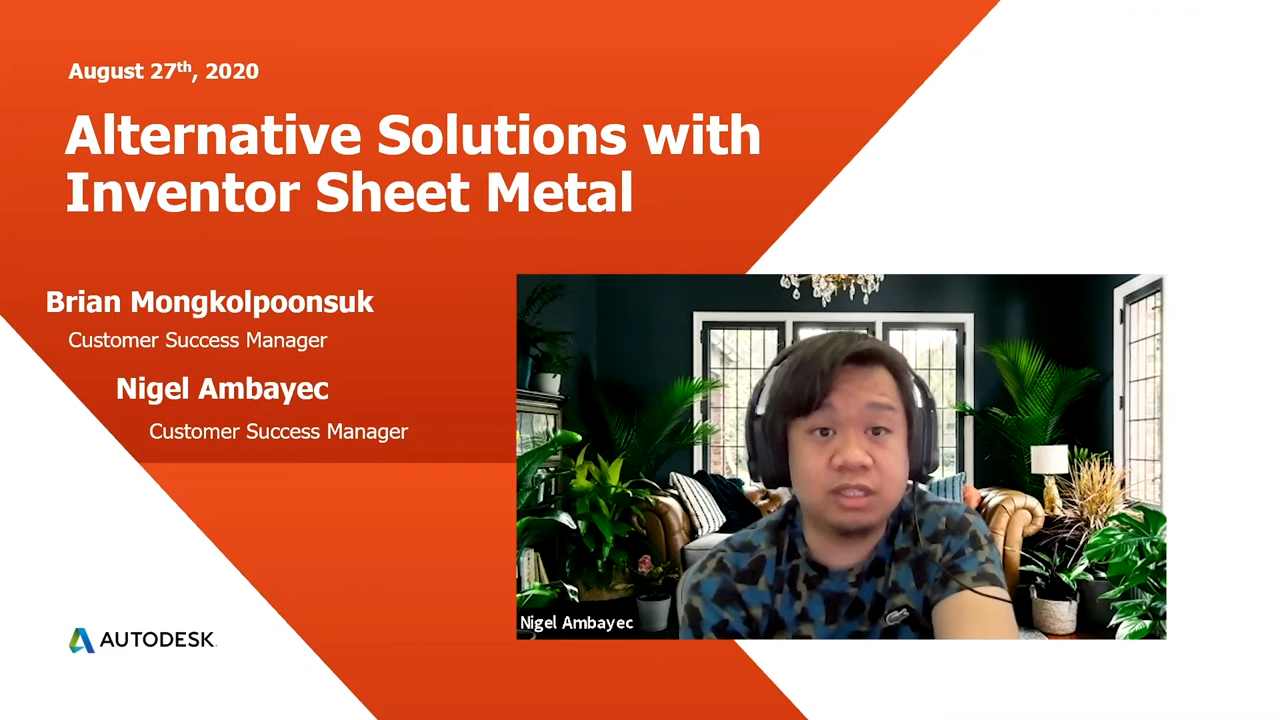 August 27th, 2020
Alternative Solutions with
Inventor Sheet Metal
Brian Mongkolpoonsuk
Customer Success Manager
Nigel Ambayec
Customer Success Manager
Nigel Ambayec
AUTODESK